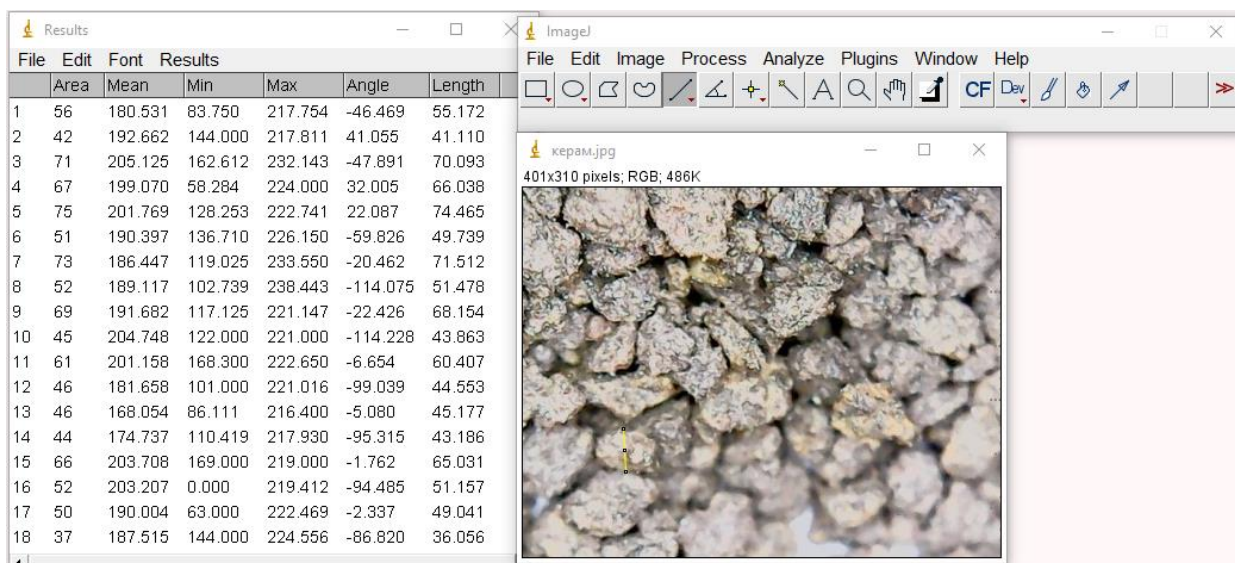 Results
File Edit Font Results
Area Mean Min Max Angle Length
1 56 180.531 83.750 217.754 -46.469 55.172
2 42 192.662 144.000 217.811 41.055 41.110
3 71 205.125 162.612 232.143 -47.891 70.093
4 67 199.070 58.284 224.000 32.005 66.038
5 75 201.769 128.253 222.741 22.087 74.465
6 51 190.397 136.710 226.150 -59.826 49.739
7 73 186.447 119.025 233.550 -20.462 71.512
8 52 189.117 102.739 238.443 -114.075 51.478
9 69 191.682 117.125 221.147 -22.426 68.154
10 45 204.748 122.000 221.000 -114.228 43.863
11 61 201.158 168.300 222.650 -6.654 60.407
12 46 181.658 101.000 221.016 -99.039 44.553
13 46 168.054 86.111 216.400 -5.080 45.177
14 44 174.737 110.419 217.930 -95.315 43.186
15 66 203.708 169.000 219.000 -1.762 65.031
16 52 203.207 0.000 219.412 -94.485 51.157
17 50 190.004 63.000 222.469 -2.337 49.041
18 37 187.515 144.000 224.556 -86.820 36.056
ImageJ
File Edit Image Process Analyze Plugins Window Help
A CF Dev
керам.jpg
401x310 pixels; RGB; 486K